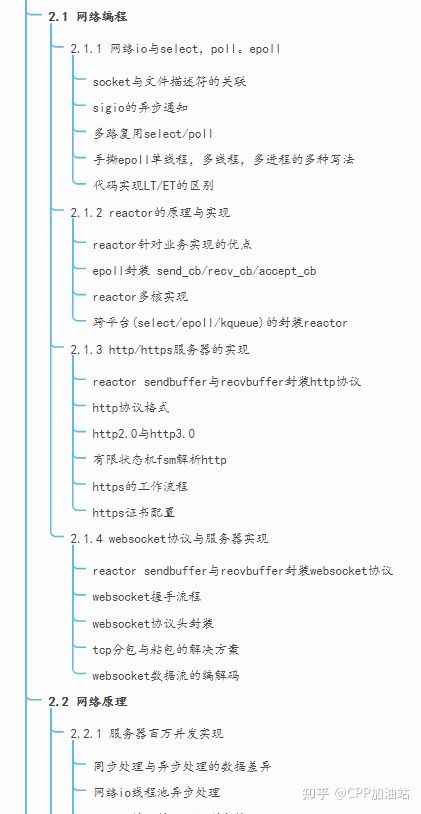 2.1 网络编程
2.1.1 网络io与select, poll。epoll
socket与文件描述符的关联
sigio的异步通知
多路复用select/poll
手撕epoll单线程, 多线程, 多进程的多种写法
代码实现LT/ET的区别
2.1.2 reactor的原理与实现
reactor针对业务实现的优点
epoll封装 send_cb/recv_cb/accept_cb
reactor多核实现
跨平台(select/epoll/kqueue)的封装reactor
2.1.3 http/https服务器的实现
reactor sendbuffer与recvbuffer封装http协议
http协议格式
http2.0与http3.0
有限状态机fsm解析http
https的工作流程
https证书配置
2.1.4 websocket协议与服务器实现
reactor sendbuffer与recvbuffer封装websocket协议
websocket握手流程
websocket协议头封装
tcp分包与粘包的解决方案
websocket数据流的编解码
2.2 网络原理
2.2.1 服务器百万并发实现
同步处理与异步处理的数据差异
网络io线程池异步处理
知乎 @CPP加油站